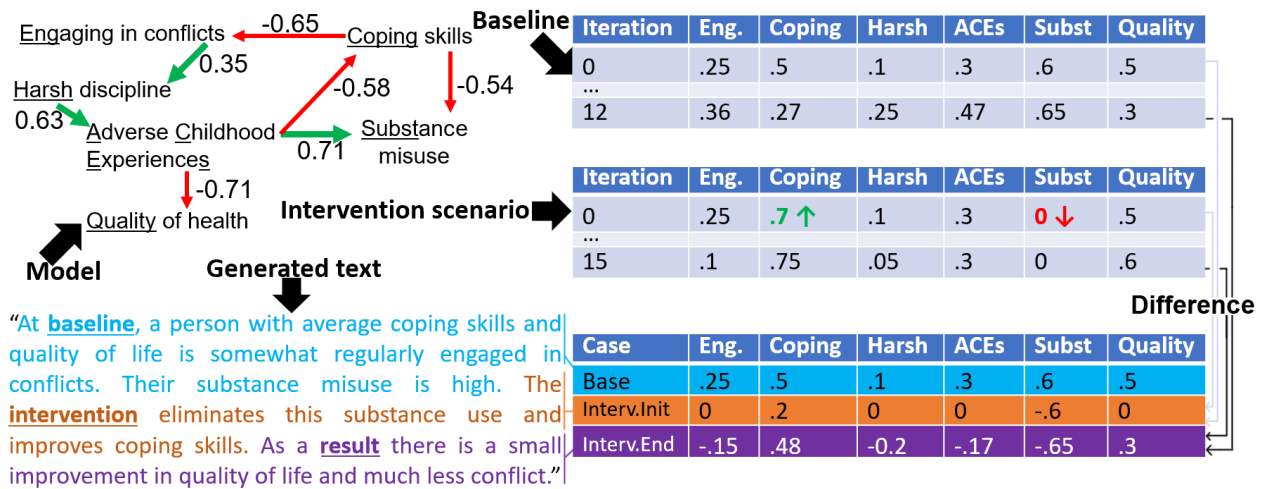 -0.65
Engaging in conflicts
Coping skills
0.35
-0.58
-0.54
Harsh discipline
0.63
Adverse Childhood
Experiences
0.71
Substance
misuse
-0.71
Quality of health
Model
Baseline
Iteration Eng. Coping Harsh ACEs Subst Quality
0 .25 .5 .1 .3 .6 .5
...
12 .36 .27 .25 .47 .65 .3
Intervention scenario
Iteration Eng. Coping Harsh ACEs Subst Quality
0 .25 .7 ↑ .1 .3 0 ↓ .5
...
15 .1 .75 .05 .3 0 .6
Difference
Generated text
“At baseline, a person with average coping skills and
quality of life is somewhat regularly engaged in
conflicts. Their substance misuse is high. The
intervention eliminates this substance use and
improves coping skills. As a result there is a small
improvement in quality of life and much less conflict.”
Case Eng. Coping Harsh ACEs Subst Quality
Base .25 .5 .1 .3 .6 .5
Interv.Init 0 .2 0 0 -.6 0
Interv.End -.15 .48 -0.2 -.17 -.65 .3